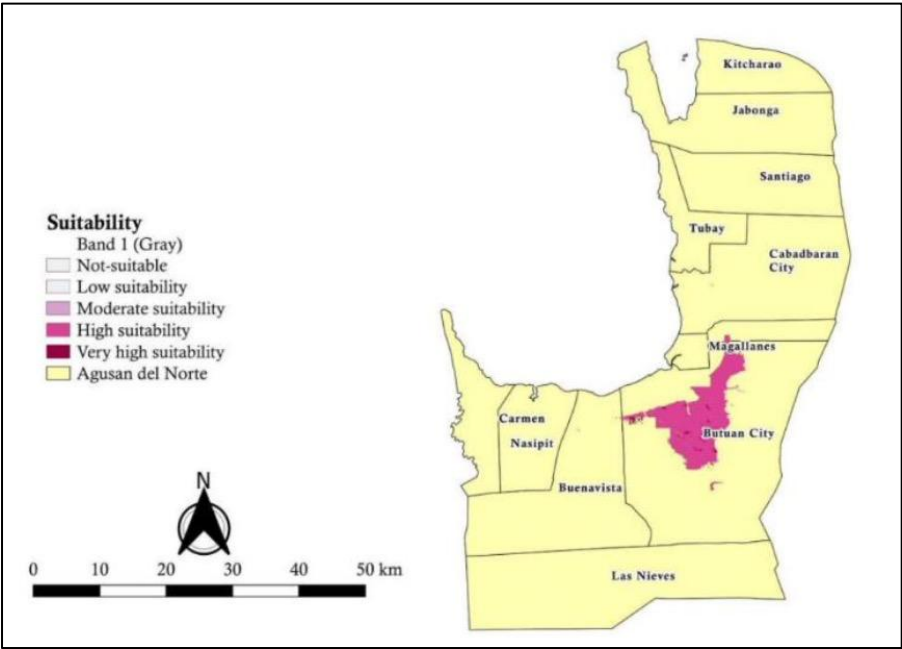 Kitcharao
Jabonga
Santiago
Tubay
Cabadbaran
City
Magallanes
Butuan City
Carmen
Nasipit
Buenavista
Las Nieves
Suitability
Band 1 (Gray)
Not-suitable
Low suitability
Moderate suitability
High suitability
Very high suitability
Agusan del Norte
N
0 10 20 30 40 50 km